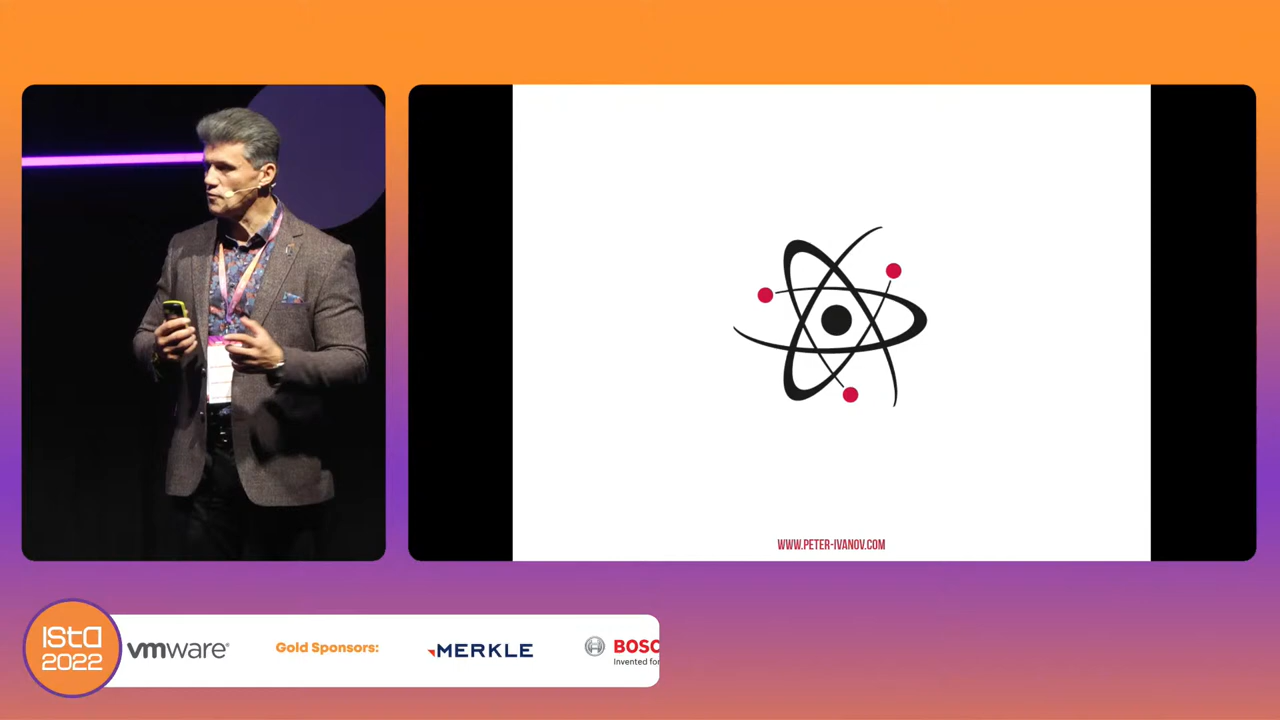 WWW.PETER-IVANOV.COM
ISTA
2022
vmware®
Gold Sponsors:
MERKLE
BOSC
Invented for